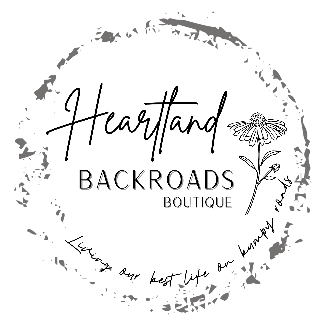 Heartland
BACKROADS
BOUTIQUE
Living our best life on bumpy roads